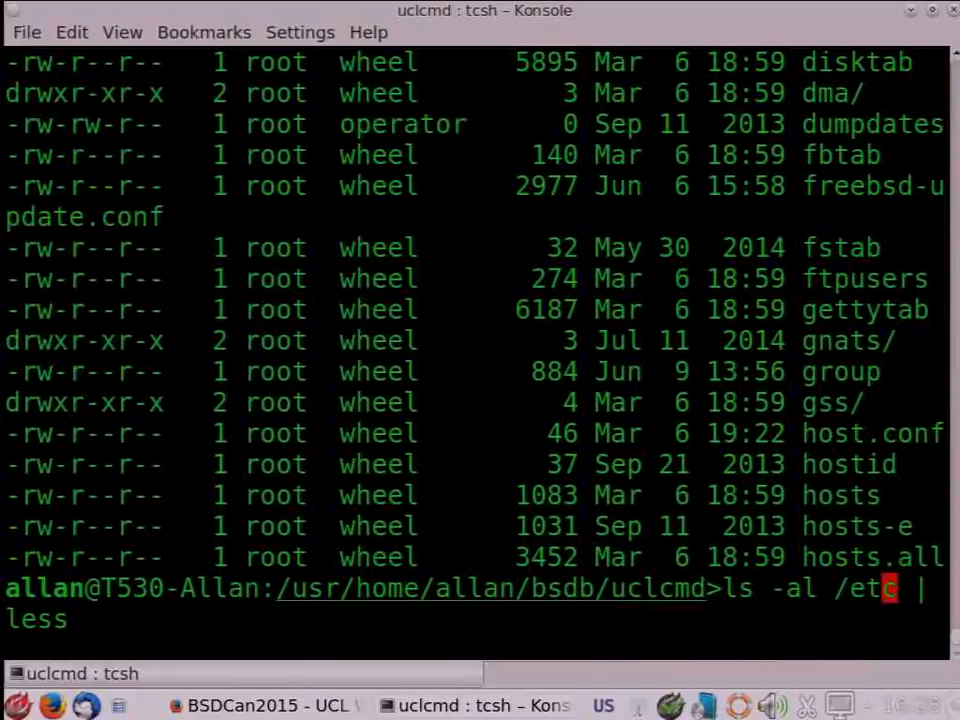 uclcmd : tcsh – Konsole
File Edit View Bookmarks Settings Help
-rw-r--r-- 1 root wheel 5895 Mar 6 18:59 disktab
drwxr-xr-x 2 root wheel 3 Mar 6 18:59 dma/
-rw-rw-r-- 1 root operator 0 Sep 11 2013 dumpdates
-rw-r--r-- 1 root wheel 140 Mar 6 18:59 fbtab
-rw-r--r-- 1 root wheel 2977 Jun 6 15:58 freebsd-u
pdate.conf
-rw-r--r-- 1 root wheel 32 May 30 2014 fstab
-rw-r--r-- 1 root wheel 274 Mar 6 18:59 ftpusers
-rw-r--r-- 1 root wheel 6187 Mar 6 18:59 gettytab
drwxr-xr-x 2 root wheel 3 Jul 11 2014 gnats/
-rw-r--r-- 1 root wheel 884 Jun 9 13:56 group
drwxr-xr-x 2 root wheel 4 Mar 6 18:59 gss/
-rw-r--r-- 1 root wheel 46 Mar 6 19:22 host.conf
-rw-r--r-- 1 root wheel 37 Sep 21 2013 hostid
-rw-r--r-- 1 root wheel 1083 Mar 6 18:59 hosts
-rw-r--r-- 1 root wheel 1031 Sep 11 2013 hosts-e
-rw-r--r-- 1 root wheel 3452 Mar 6 18:59 hosts.all
allan@T530-Allan:/usr/home/allan/bsdb/uclcmd>ls -al /etc |
less
uclcmd : tcsh
BSDCan2015 - UCL uclcmd : tcsh – Kons US